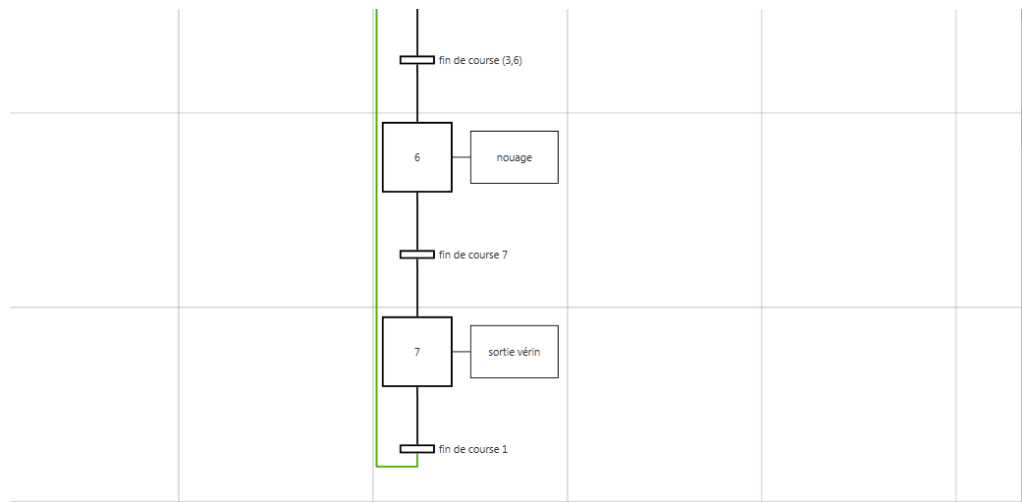 fin de course (3,6)
6
nouage
fin de course 7
7
sortie vérin
fin de course 1